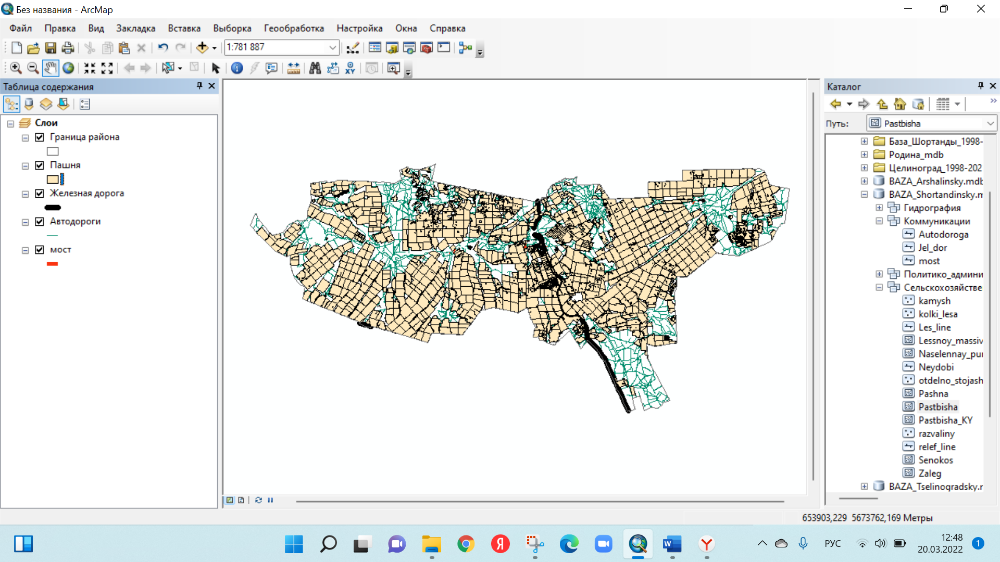 Без названия - ArcMap
Файл Правка Вид Закладка Вставка Выборка Геообработка Настройка Окна Справка
1:781 887
XY
Таблица содержания
Слои
Граница района
Пашня
Железная дорога
Автодороги
мост
Каталог
Путь: Pastbisha
База_Шортанды_1998-
Родина_mdb
Целиноград_1998-202
BAZA_Arshalinsky.mdb
BAZA_Shortandinsky.m
Гидрография
Коммуникации
Autodoroga
Jel_dor
most
Политико_админи
Сельскохозяйстве
kamysh
kolki_lesa
Les_line
Lessnoy_massiv
Naselennay_pu
Neydobi
otdelno_stojash
Pashna
Pastbisha
Pastbisha_KY
razvaliny
relef_line
Senokos
Zaleg
BAZA_Tselinogradsky.r
653903,229 5673762,169 Метры
РУС
12:48
20.03.2022
1